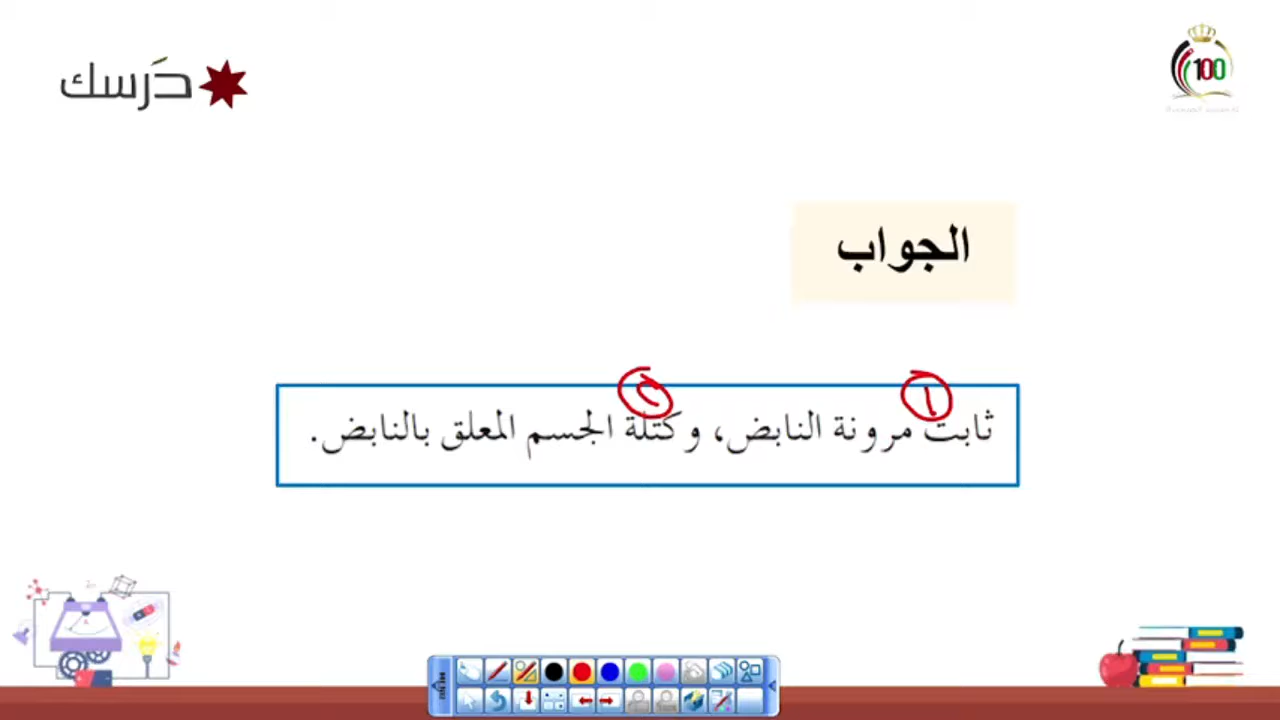 دَرسك
100
الجواب
١ ٢
ثابت مرونة النابض، وكتلة الجسم المعلق بالنابض.